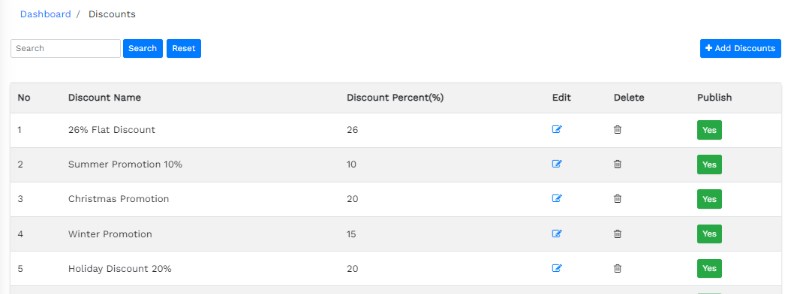 Dashboard / Discounts
Search Search Reset + Add Discounts
No Discount Name Discount Percent(%) Edit Delete Publish
1 26% Flat Discount 26 Yes
2 Summer Promotion 10% 10 Yes
3 Christmas Promotion 20 Yes
4 Winter Promotion 15 Yes
5 Holiday Discount 20% 20 Yes